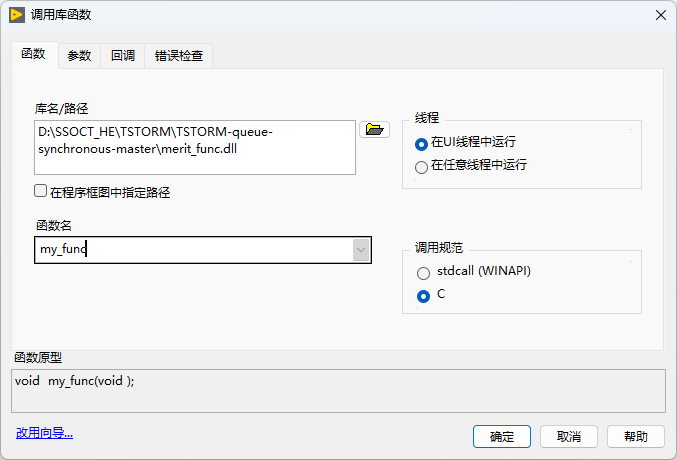 调用库函数
函数 参数 回调 错误检查
库名/路径
D:\SSOCT_HE\TSTORM\TSTORM-queue-
synchronous-master\merit_func.dll
在程序框图中指定路径
函数名
my_func
线程
在UI线程中运行
在任意线程中运行
调用规范
stdcall (WINAPI)
C
函数原型
void my_func(void );
改用向导...
确定 取消 帮助